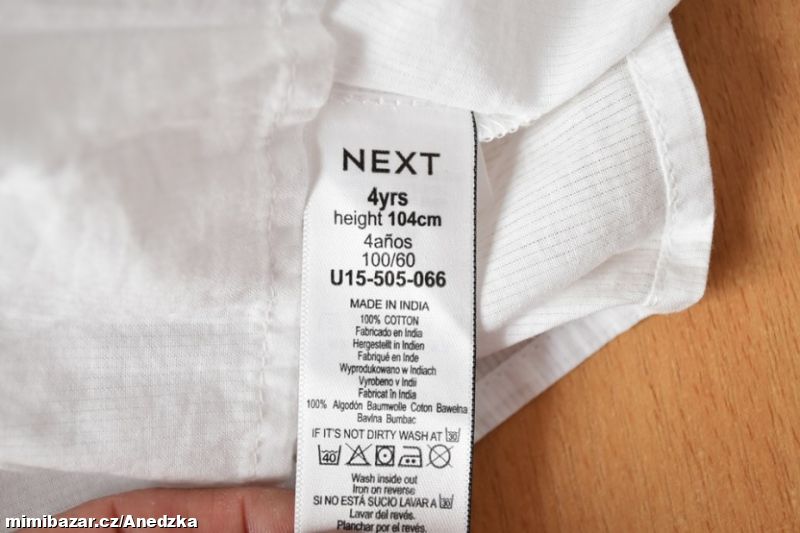 NEXT
4yrs
height 104cm
4años
100/60
U15-505-066
MADE IN INDIA
100% COTTON
Fabricado en India
Hergestellt in Indien
Fabriqué en Inde
Wyprodukowano w Indiach
Vyrobeno v Indii
Fabricat în India
100% Algodón Baumwolle Coton Bawełna
Bavlna Bumbac
IF IT'S NOT DIRTY WASH AT 30
40
Wash inside out
Iron on reverse
SI NO ESTÁ SUCIO LAVAR A 30
Lavar del revés.
Planchar por el revés.
mimibazar.cz/Anedzka